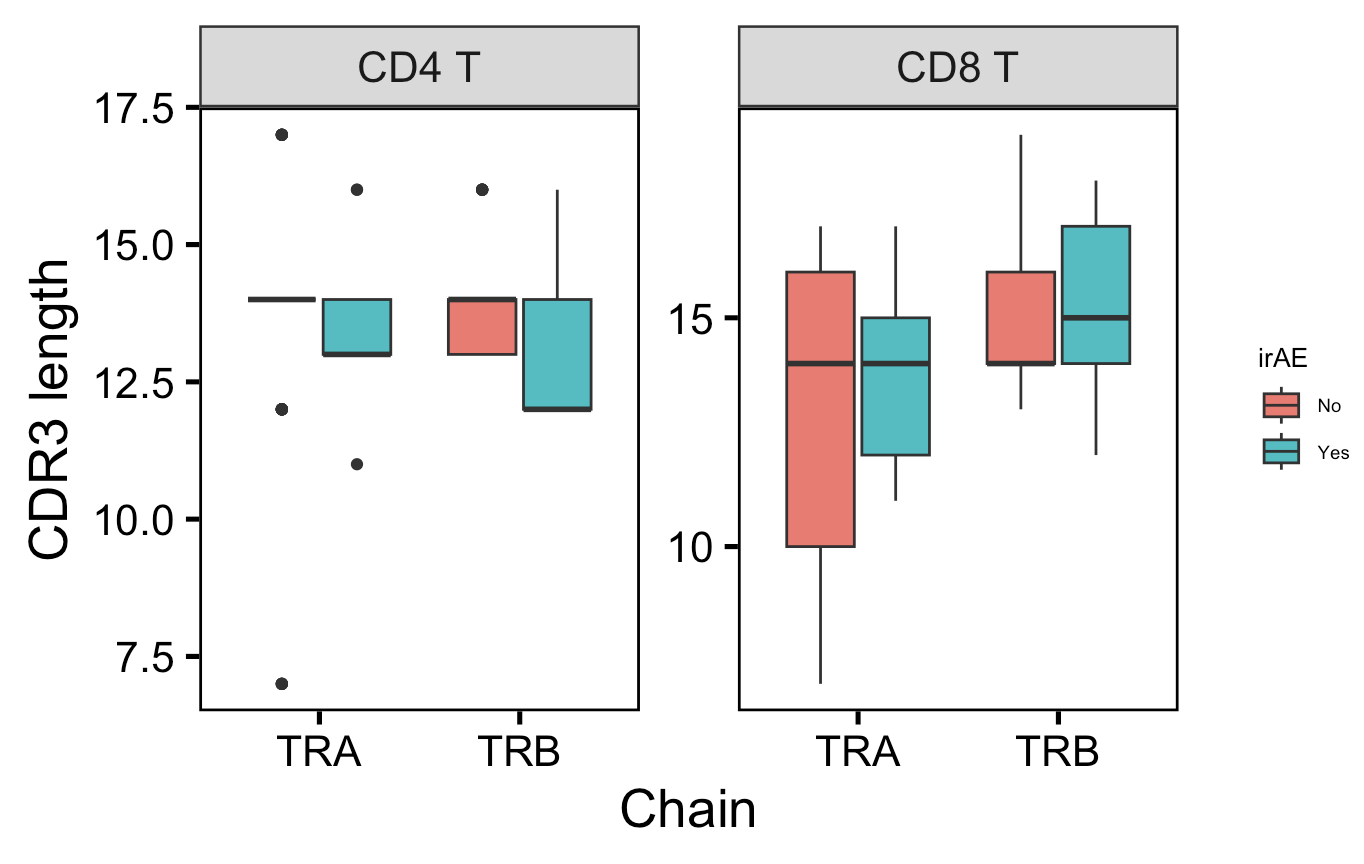 CD4 T
CD8 T
CDR3 length
17.5
15.0
12.5
10.0
7.5
15
10
TRA
TRB
TRA
TRB
Chain
irAE
No
Yes